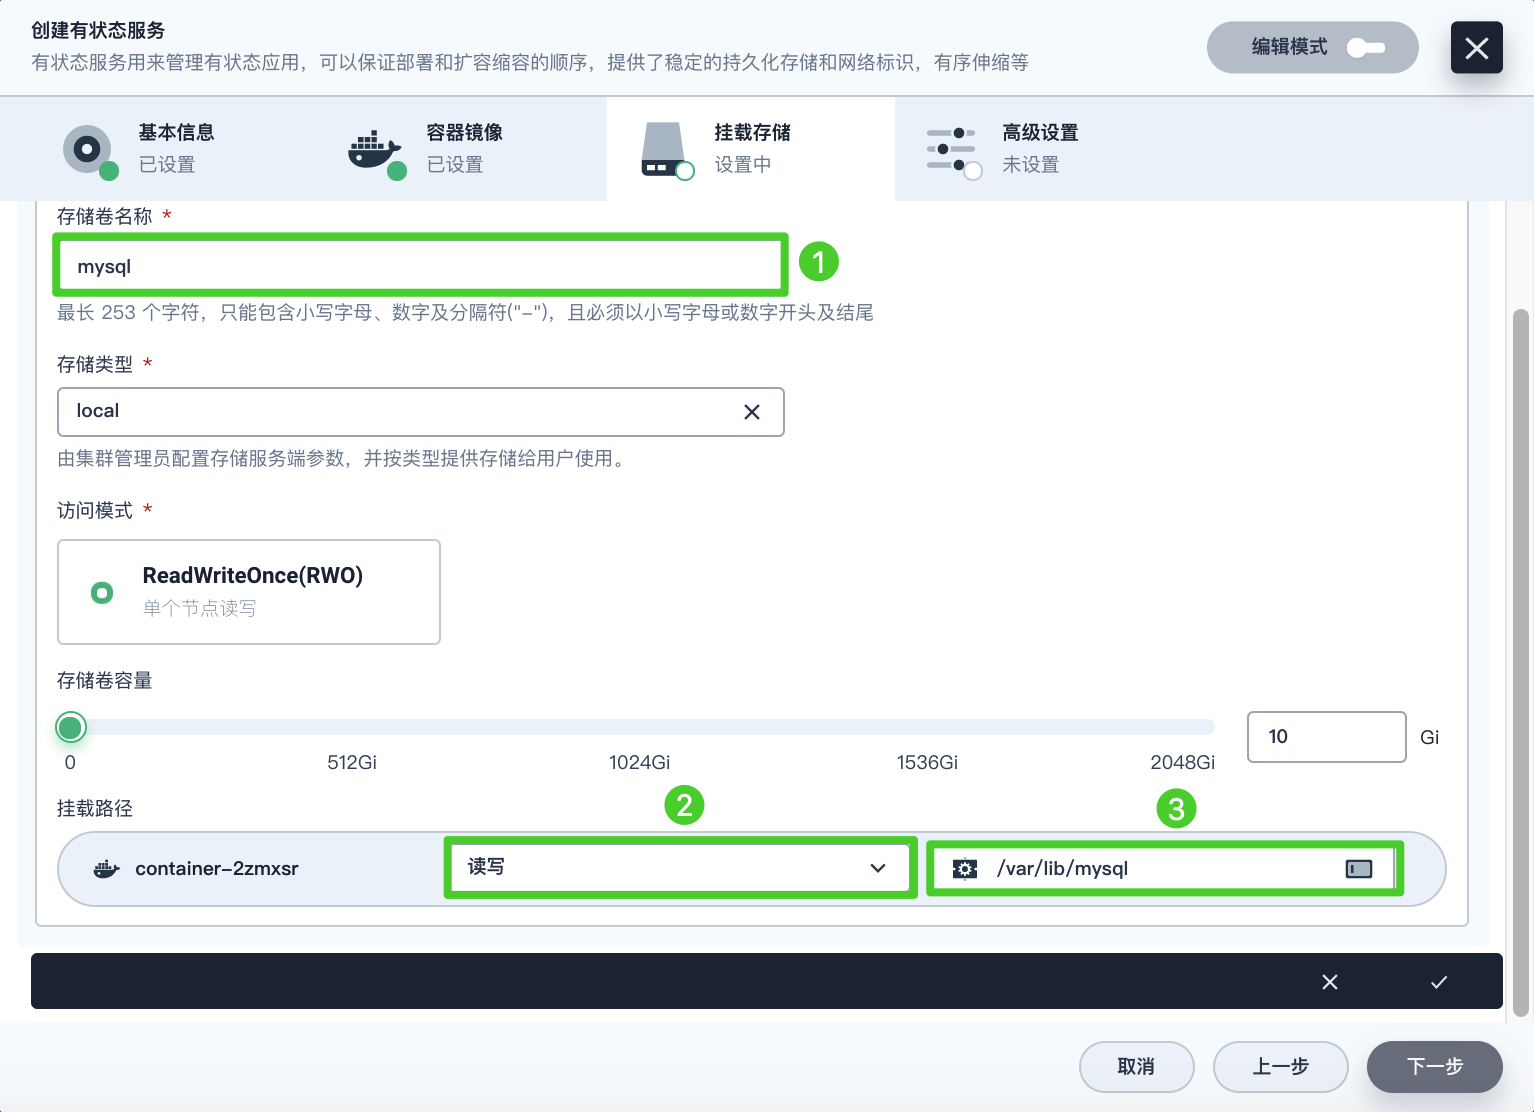 创建有状态服务
有状态服务用来管理有状态应用，可以保证部署和扩容缩容的顺序，提供了稳定的持久化存储和网络标识，有序伸缩等
编辑模式
基本信息
已设置
容器镜像
已设置
挂载存储
设置中
高级设置
未设置
存储卷名称 *
mysql
1
最长 253 个字符，只能包含小写字母、数字及分隔符("-")，且必须以小写字母或数字开头及结尾
存储类型 *
local
由集群管理员配置存储服务端参数，并按类型提供存储给用户使用。
访问模式 *
ReadWriteOnce(RWO)
单个节点读写
存储卷容量
0
512Gi
1024Gi
1536Gi
2048Gi
10
Gi
挂载路径
2
3
container-2zmxsr
读写
/var/lib/mysql
取消
上一步
下一步